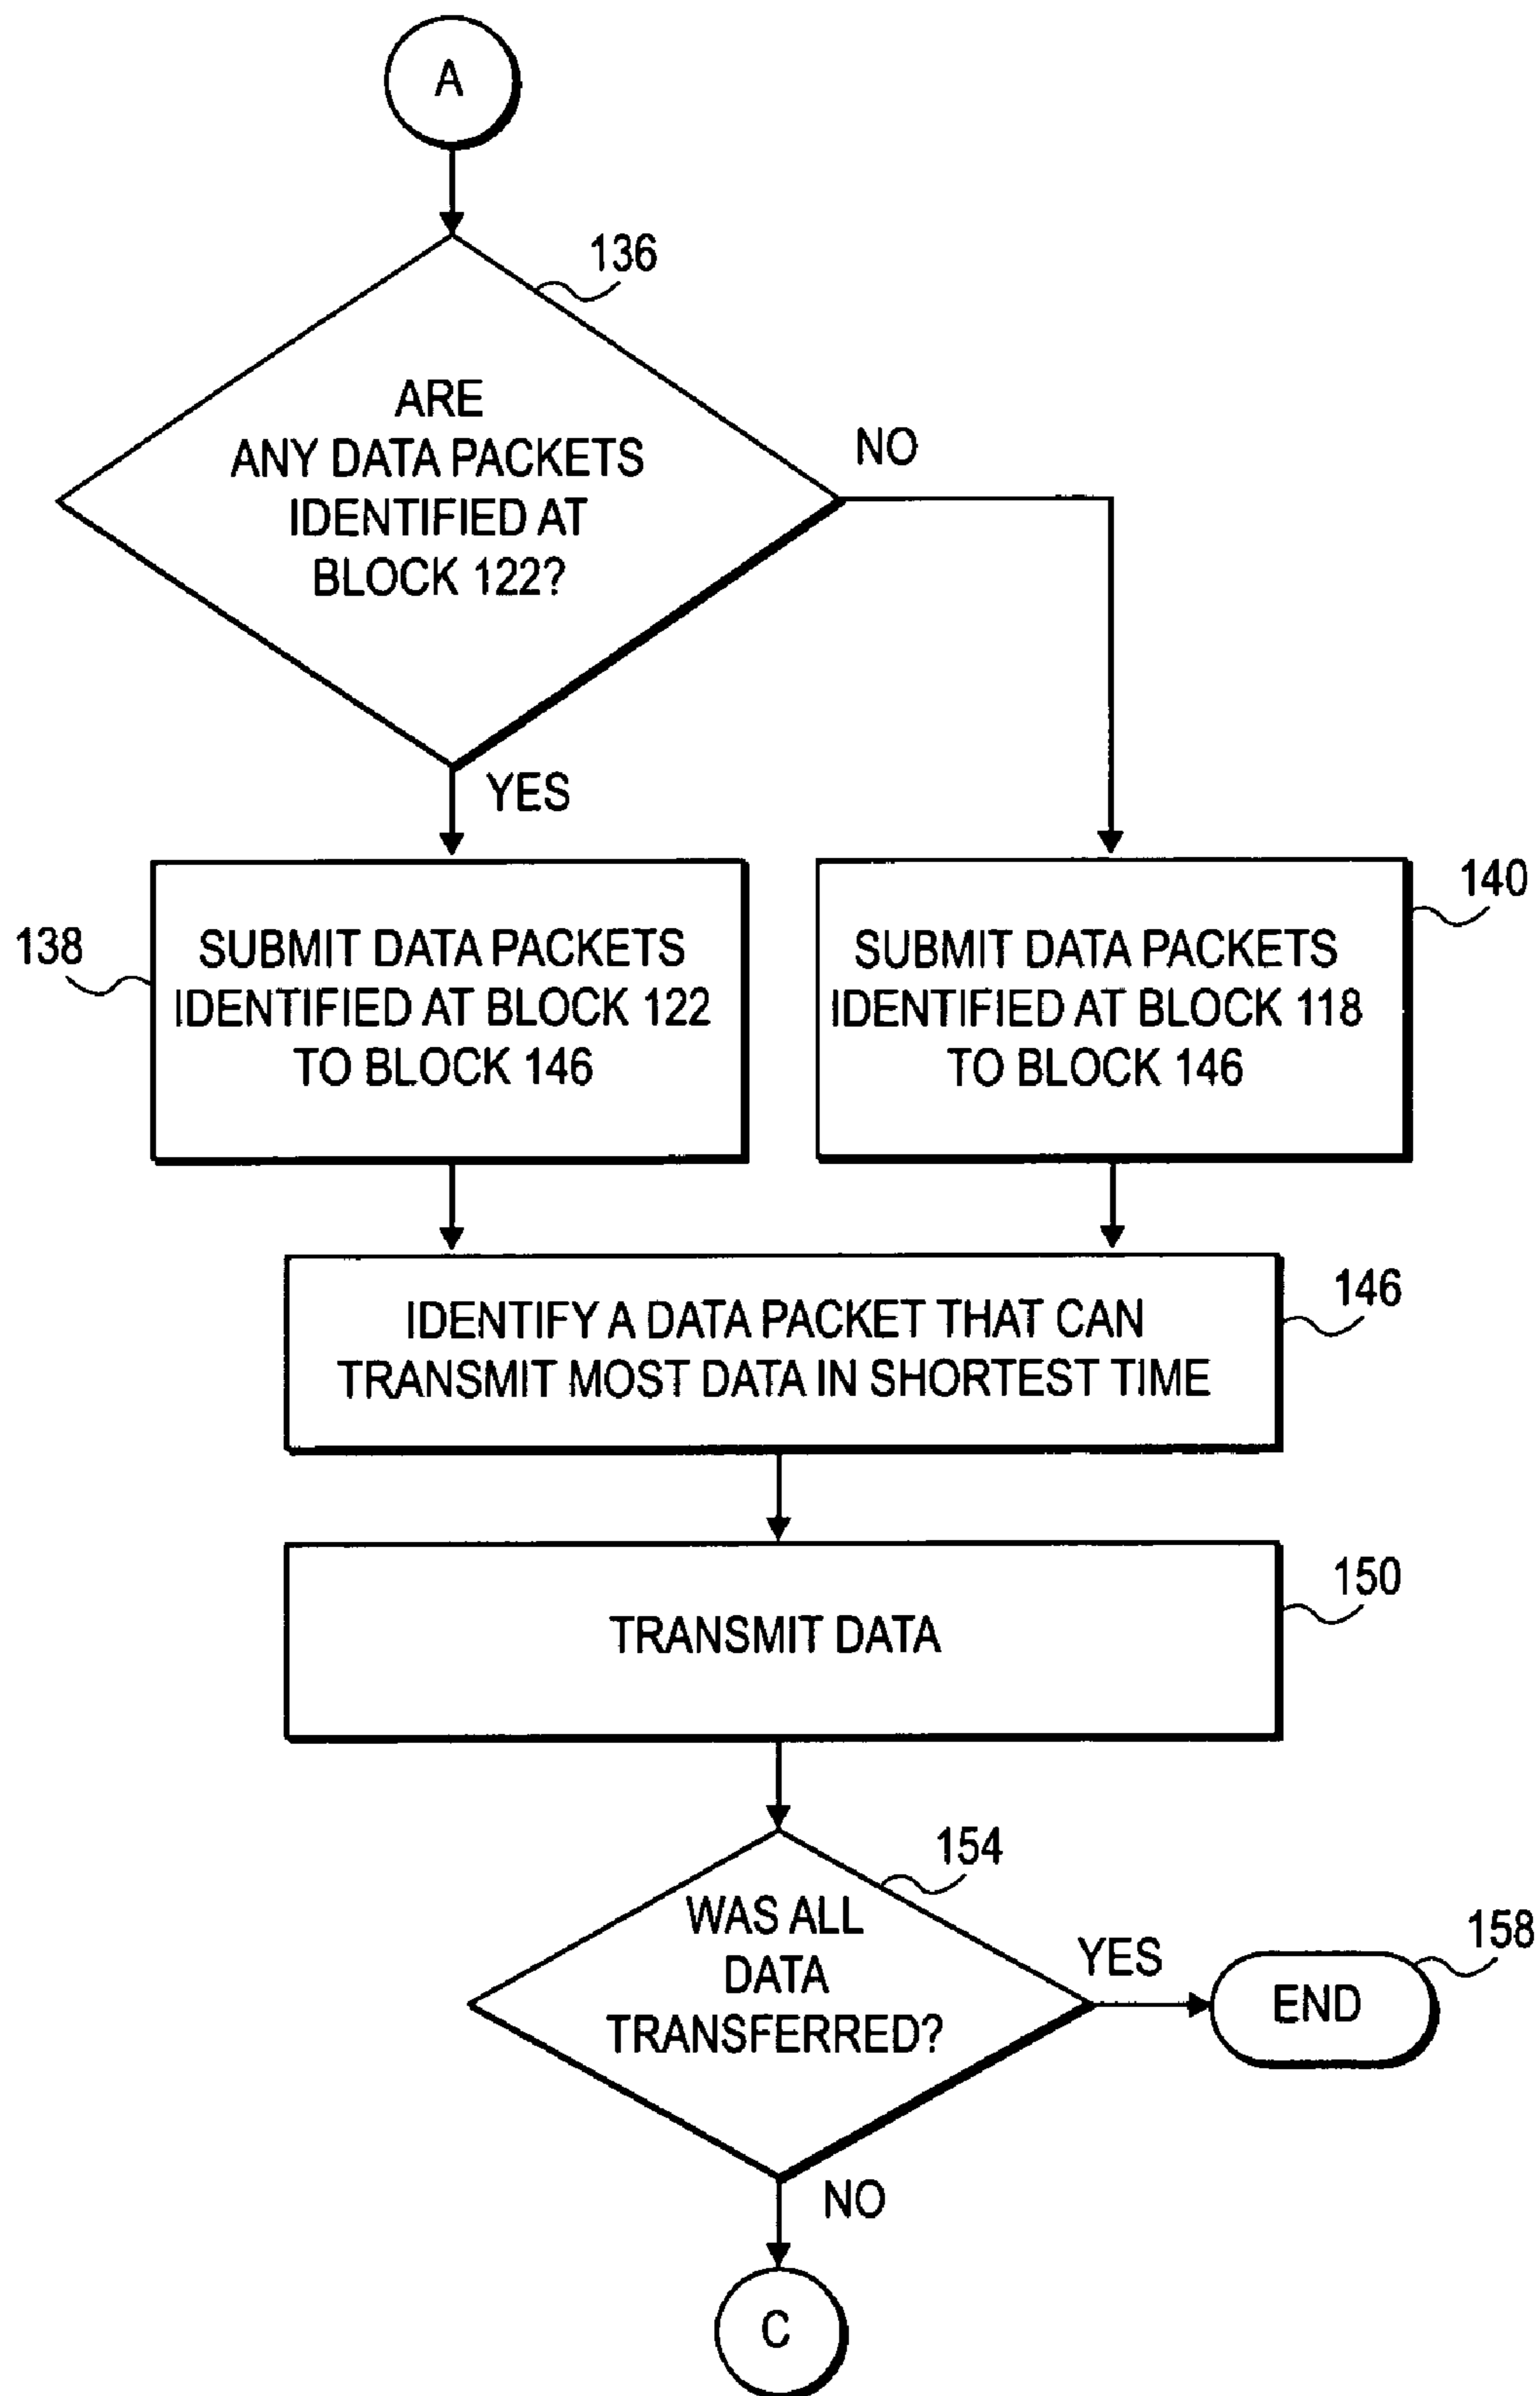 A
136
ARE
ANY DATA PACKETS
IDENTIFIED AT
BLOCK 122?
NO
YES
138
SUBMIT DATA PACKETS
IDENTIFIED AT BLOCK 122
TO BLOCK 146
140
SUBMIT DATA PACKETS
IDENTIFIED AT BLOCK 118
TO BLOCK 146
146
IDENTIFY A DATA PACKET THAT CAN
TRANSMIT MOST DATA IN SHORTEST TIME
150
TRANSMIT DATA
154
WAS ALL
DATA
TRANSFERRED?
YES
158
END
NO
C